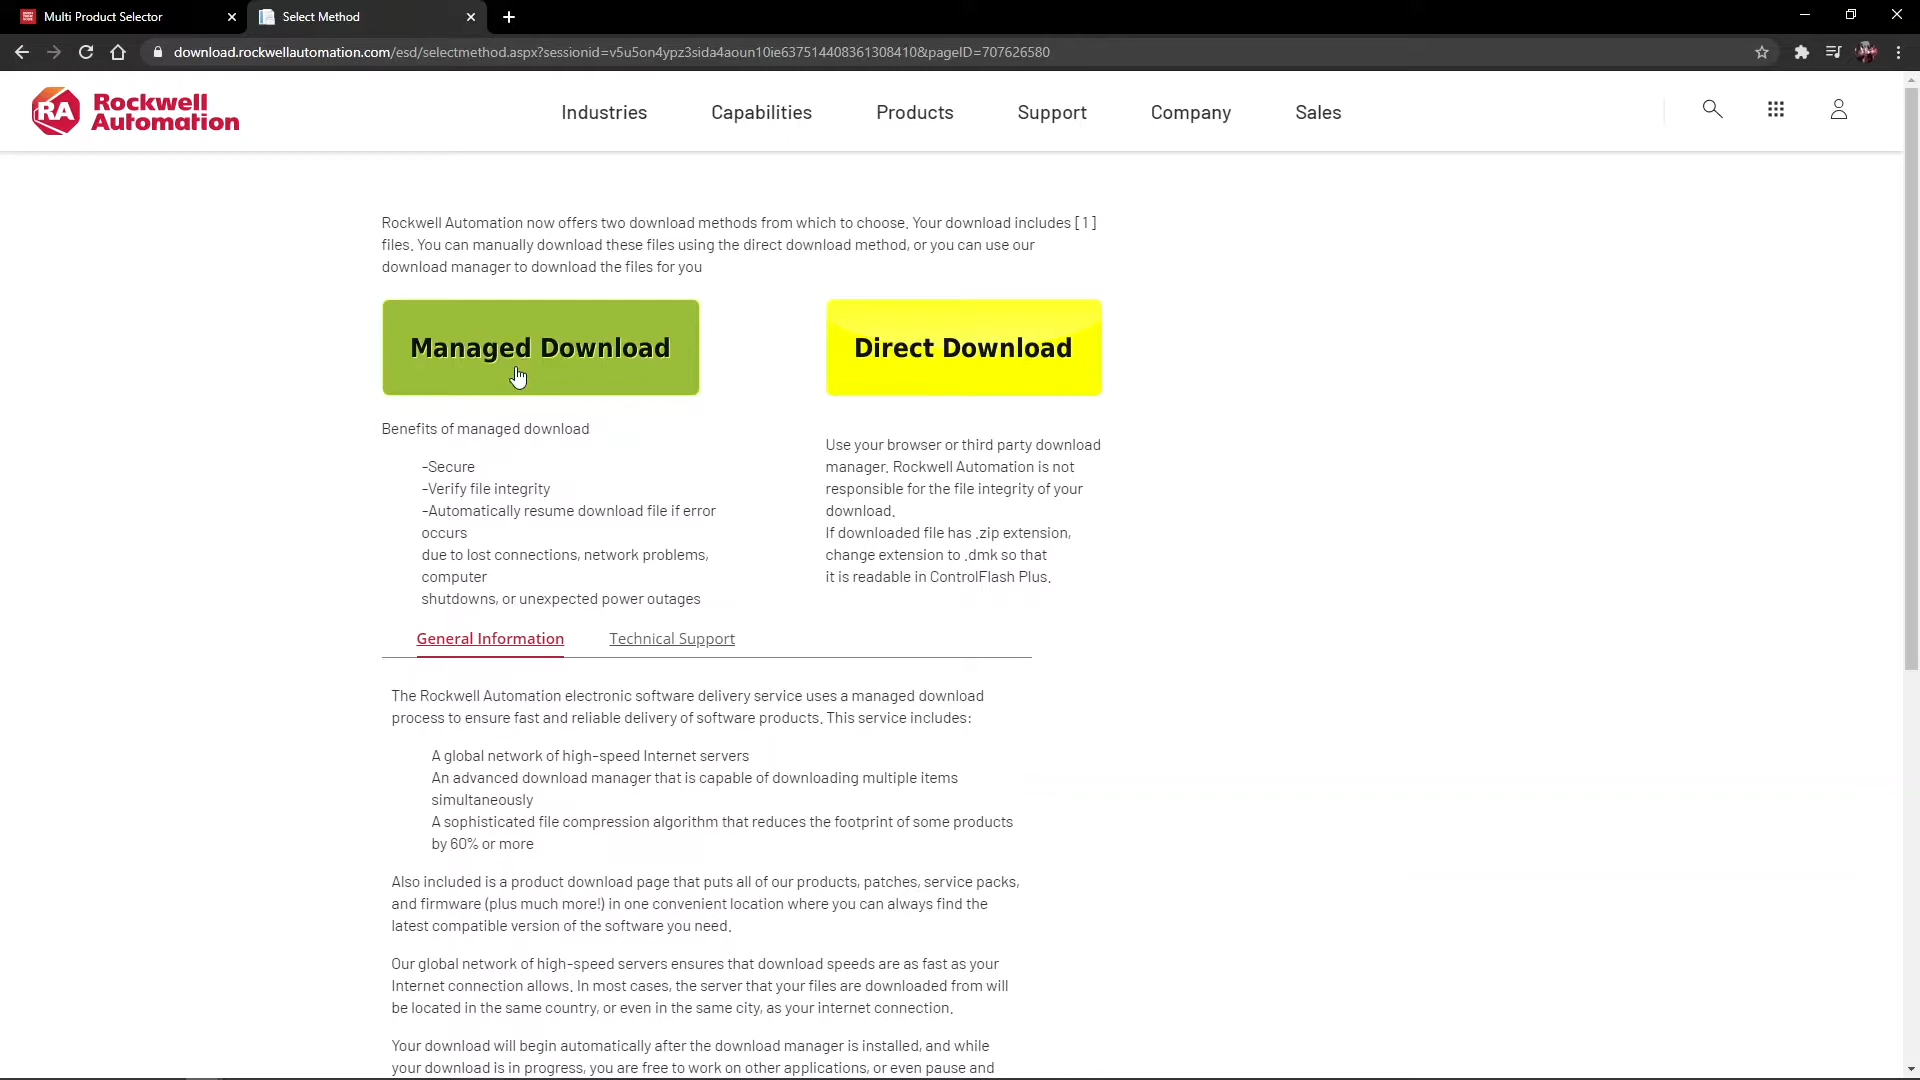 Multi Product Selector
Select Method
download.rockwellautomation.com/esd/selectmethod.aspx?sessionid=v5u5on4ypz3sida4aoun10ie637514408361308410&pageID=707626580
RA Rockwell Automation
Industries Capabilities Products Support Company Sales
Rockwell Automation now offers two download methods from which to choose. Your download includes [1]
files. You can manually download these files using the direct download method, or you can use our
download manager to download the files for you
Managed Download
Benefits of managed download
-Secure
-Verify file integrity
-Automatically resume download file if error
occurs
due to lost connections, network problems,
computer
shutdowns, or unexpected power outages
Direct Download
Use your browser or third party download
manager. Rockwell Automation is not
responsible for the file integrity of your
download.
If downloaded file has .zip extension,
change extension to .dmk so that
it is readable in ControlFlash Plus.
General Information Technical Support
The Rockwell Automation electronic software delivery service uses a managed download
process to ensure fast and reliable delivery of software products. This service includes:
A global network of high-speed Internet servers
An advanced download manager that is capable of downloading multiple items
simultaneously
A sophisticated file compression algorithm that reduces the footprint of some products
by 60% or more
Also included is a product download page that puts all of our products, patches, service packs,
and firmware (plus much more!) in one convenient location where you can always find the
latest compatible version of the software you need.
Our global network of high-speed servers ensures that download speeds are as fast as your
Internet connection allows. In most cases, the server that your files are downloaded from will
be located in the same country, or even in the same city, as your internet connection.
Your download will begin automatically after the download manager is installed, and while
your download is in progress, you are free to work on other applications, or even pause and